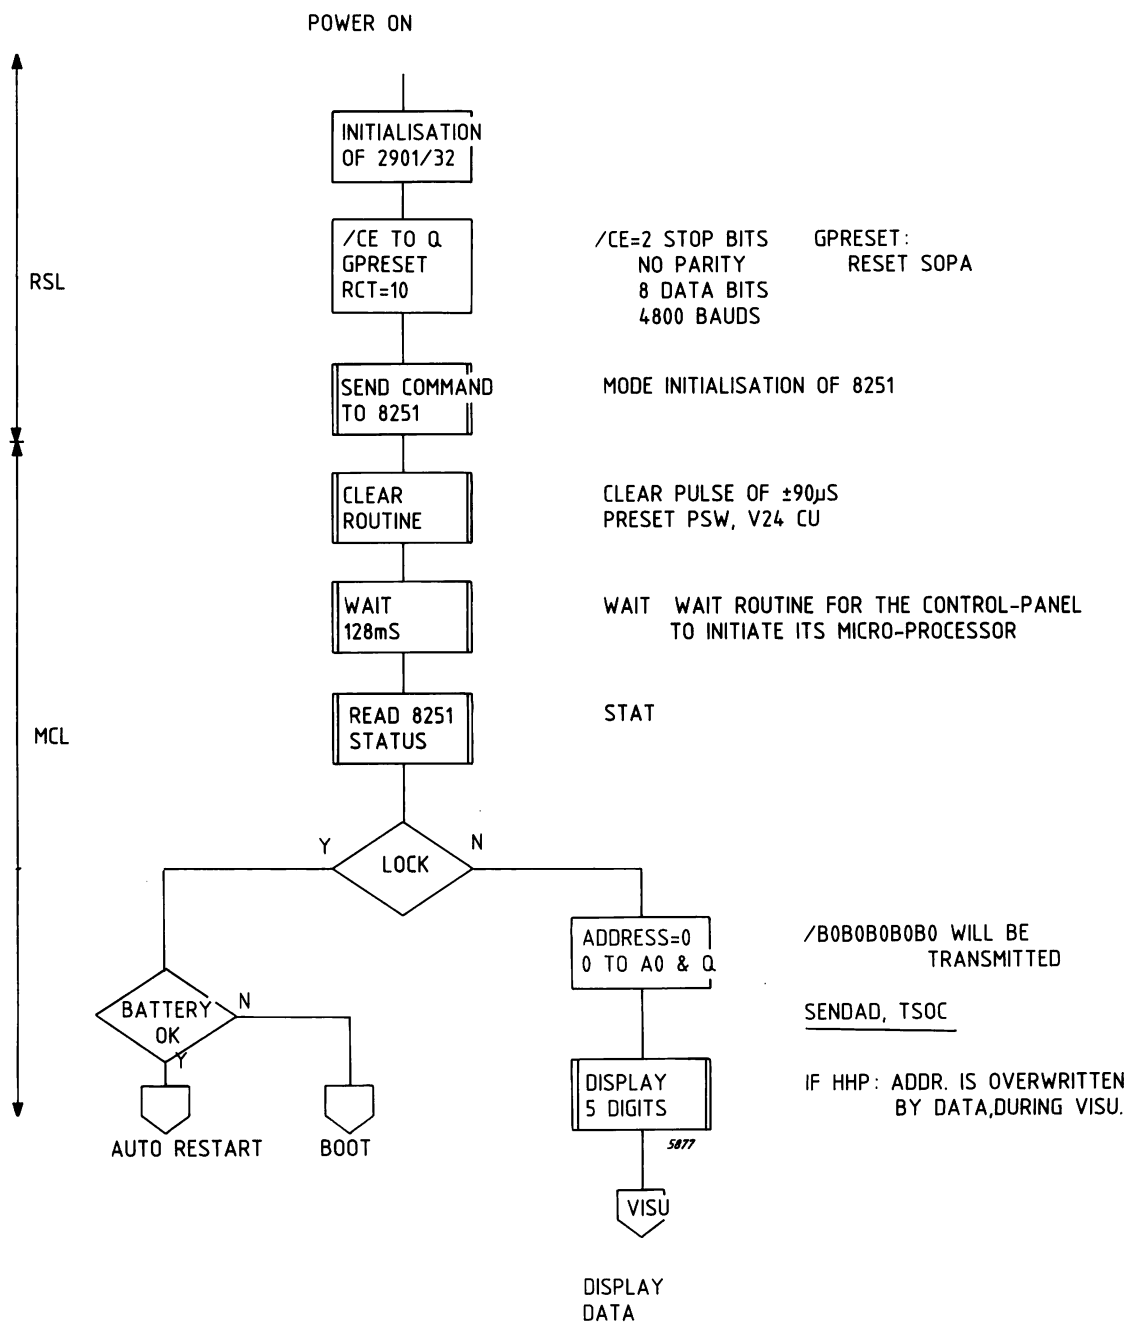 POWER ON
INITIALISATION
OF 2901/32
/CE TO Q
GPRESET
RCT=10
/CE=2 STOP BITS GPRESET:
NO PARITY RESET SOPA
8 DATA BITS
4800 BAUDS
RSL
SEND COMMAND
TO 8251
MODE INITIALISATION OF 8251
CLEAR
ROUTINE
CLEAR PULSE OF ±90µS
PRESET PSW, V24 CU
WAIT
128mS
WAIT WAIT ROUTINE FOR THE CONTROL-PANEL
TO INITIATE ITS MICRO-PROCESSOR
READ 8251
STATUS
STAT
MCL
Y
N
LOCK
ADDRESS=0
0 TO A0 & Q
/B0B0B0B0B0 WILL BE
TRANSMITTED
SENDAD, TSOC
BATTERY
OK
N
Y
DISPLAY
5 DIGITS
IF HHP: ADDR. IS OVERWRITTEN
BY DATA,DURING VISU.
AUTO RESTART
BOOT
5877
VISU
DISPLAY
DATA